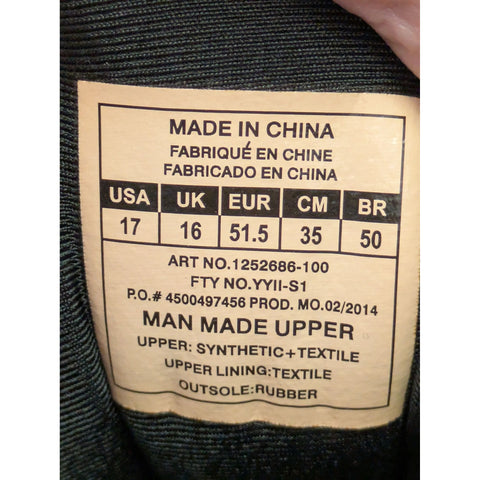 MADE IN CHINA
FABRIQUÉ EN CHINE
FABRICADO EN CHINA
USA UK EUR CM BR
17 16 51.5 35 50
ART NO.1252686-100
FTY NO.YYII-S1
P.O.# 4500497456 PROD. MO.02/2014
MAN MADE UPPER
UPPER: SYNTHETIC+TEXTILE
UPPER LINING:TEXTILE
OUTSOLE:RUBBER